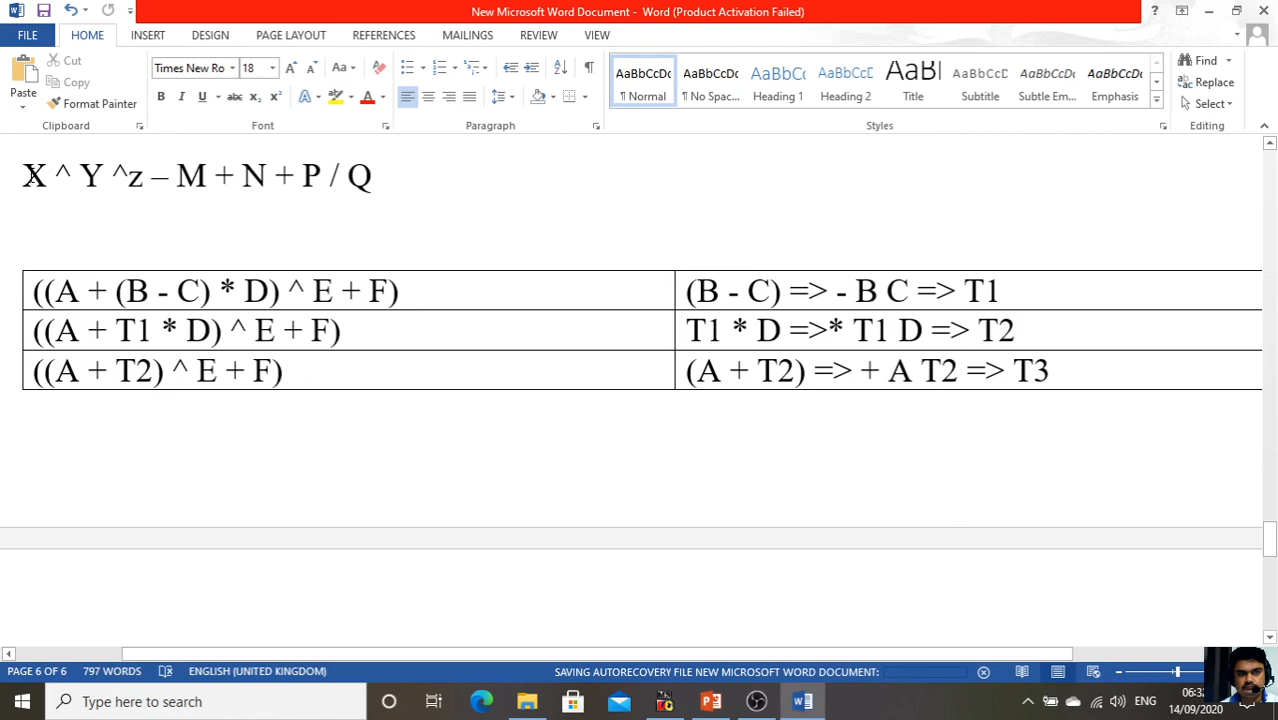 New Microsoft Word Document - Word (Product Activation Failed)
FILE HOME INSERT DESIGN PAGE LAYOUT REFERENCES MAILINGS REVIEW VIEW
Paste
Cut
Copy
Format Painter
Clipboard
Times New Ro 18
Font
Paragraph
AaBbCcDc AaBbCcDc AaBbCc AaBbCcD AaBl AaBbCcD AaBbCcDc AaBbCcDc
¶ Normal ¶ No Spac... Heading 1 Heading 2 Title Subtitle Subtle Em... Emphasis
Styles
Find
Replace
Select
Editing
X ^ Y ^z – M + N + P / Q
((A + (B - C) * D) ^ E + F) (B - C) => - B C => T1
((A + T1 * D) ^ E + F) T1 * D =>* T1 D => T2
((A + T2) ^ E + F) (A + T2) => + A T2 => T3
PAGE 6 OF 6 797 WORDS ENGLISH (UNITED KINGDOM) SAVING AUTORECOVERY FILE NEW MICROSOFT WORD DOCUMENT:
Type here to search
ENG
14/09/2020